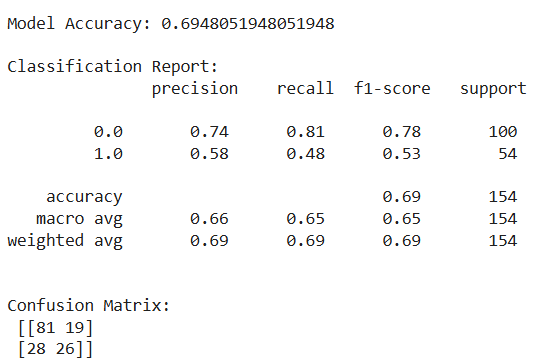 Model Accuracy: 0.6948051948051948
Classification Report:
precision recall f1-score support
0.0 0.74 0.81 0.78 100
1.0 0.58 0.48 0.53 54
accuracy 0.69 154
macro avg 0.66 0.65 0.65 154
weighted avg 0.69 0.69 0.69 154
Confusion Matrix:
[[81 19]
[28 26]]